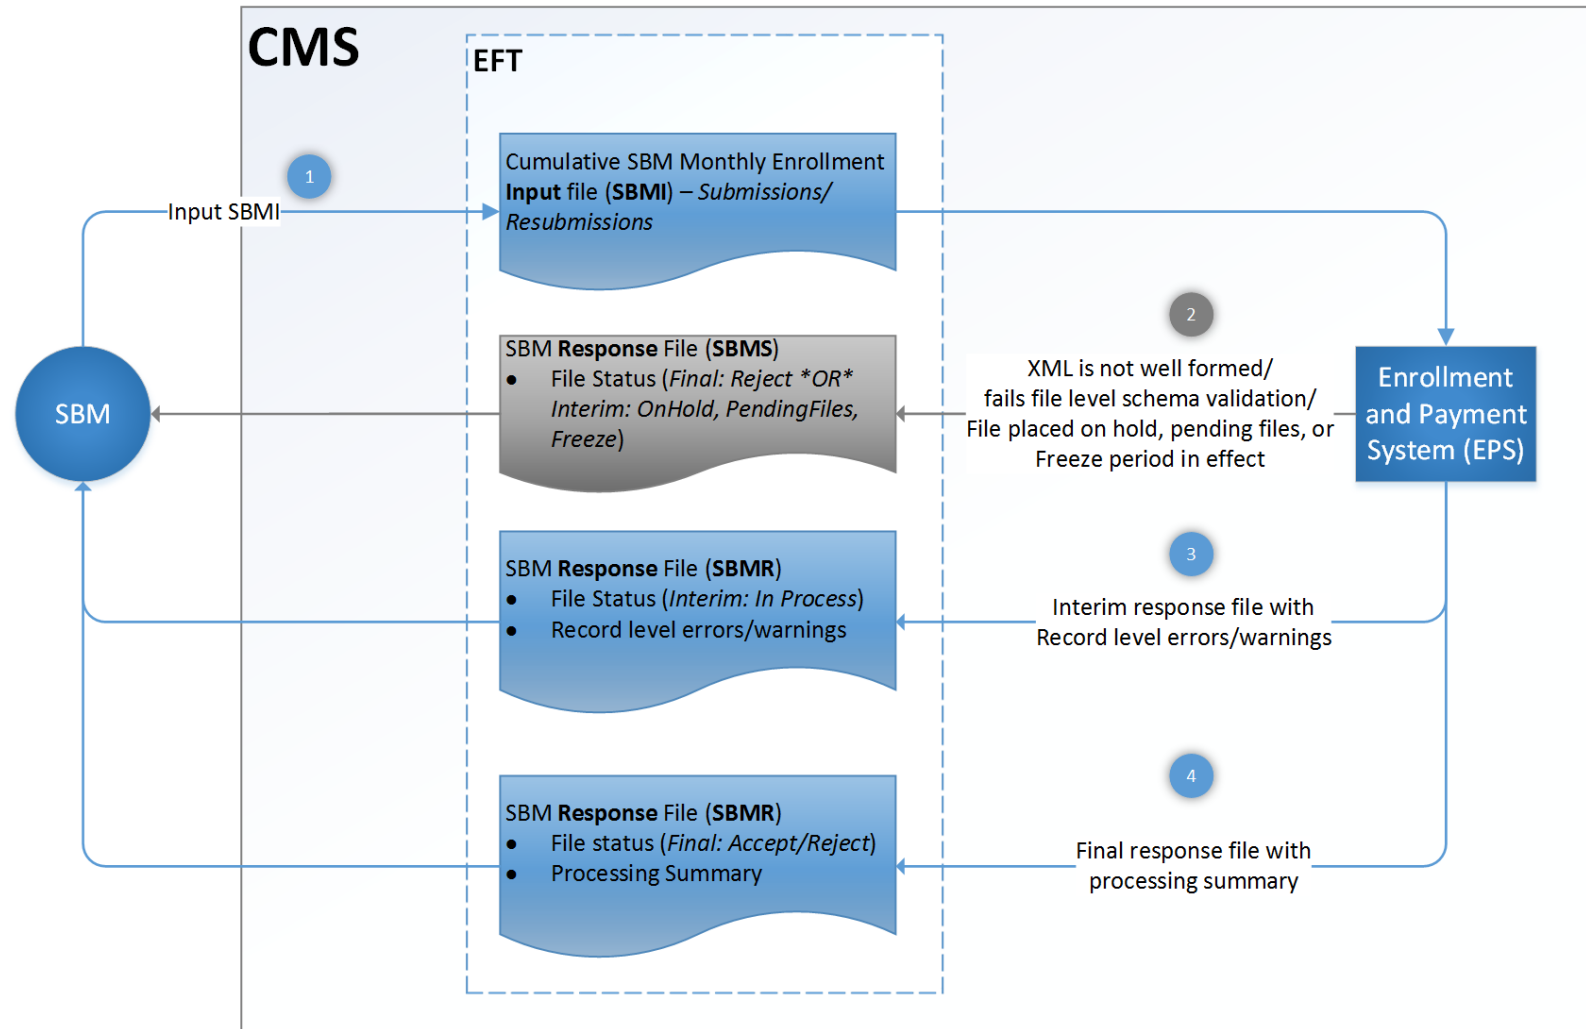 CMS
EFT
1
Input SBMI
Cumulative SBM Monthly Enrollment
Input file (SBMI) – Submissions/
Resubmissions
2
SBM Response File (SBMS)
• File Status (Final: Reject *OR*
Interim: OnHold, PendingFiles,
Freeze)
XML is not well formed/
fails file level schema validation/
File placed on hold, pending files, or
Freeze period in effect
Enrollment
and Payment
System (EPS)
SBM
3
SBM Response File (SBMR)
• File Status (Interim: In Process)
• Record level errors/warnings
Interim response file with
Record level errors/warnings
4
SBM Response File (SBMR)
• File status (Final: Accept/Reject)
• Processing Summary
Final response file with
processing summary